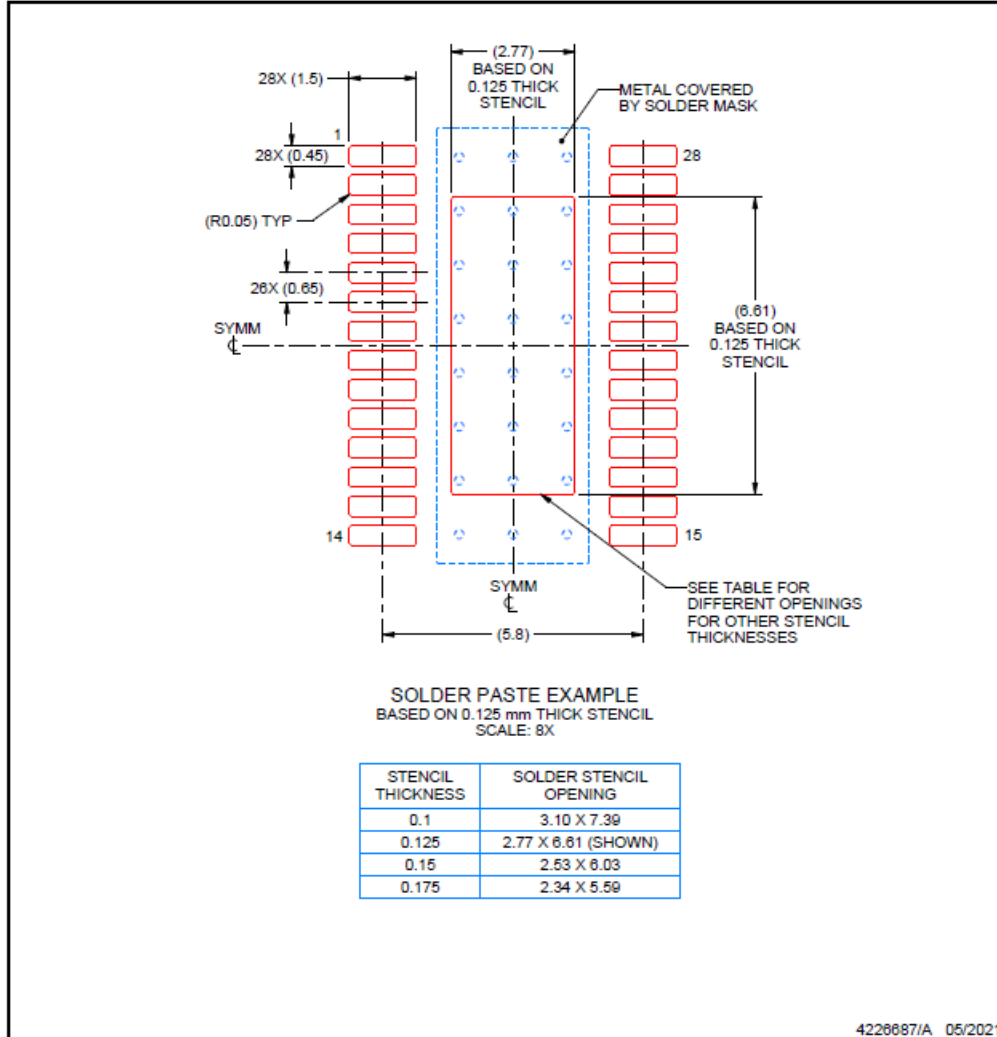 (2.77)
BASED ON
0.125 THICK
STENCIL
28X (1.5)
METAL COVERED
BY SOLDER MASK
1
28X (0.45)
28
(R0.05) TYP
26X (0.65)
SYMM
℄
(6.61)
BASED ON
0.125 THICK
STENCIL
14
15
SYMM
℄
SEE TABLE FOR
DIFFERENT OPENINGS
FOR OTHER STENCIL
THICKNESSES
(5.8)
SOLDER PASTE EXAMPLE
BASED ON 0.125 mm THICK STENCIL
SCALE: 8X
STENCIL THICKNESS
SOLDER STENCIL OPENING
0.1 3.10 X 7.39
0.125 2.77 X 6.61 (SHOWN)
0.15 2.53 X 6.03
0.175 2.34 X 5.59
4226687/A 05/2021